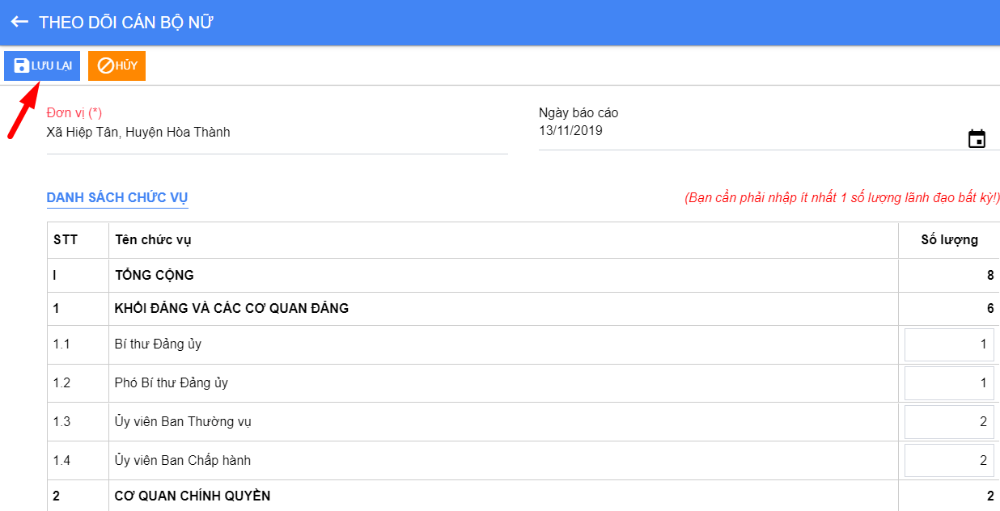 THEO DÕI CÁN BỘ NỮ
LƯU LẠI HỦY
Đơn vị (*)
Xã Hiệp Tân, Huyện Hòa Thành
Ngày báo cáo
13/11/2019
DANH SÁCH CHỨC VỤ (Bạn cần phải nhập ít nhất 1 số lượng lãnh đạo bất kỳ!)
STT Tên chức vụ Số lượng
I TỔNG CỘNG 8
1 KHỐI ĐẢNG VÀ CÁC CƠ QUAN ĐẢNG 6
1.1 Bí thư Đảng ủy 1
1.2 Phó Bí thư Đảng ủy 1
1.3 Ủy viên Ban Thường vụ 2
1.4 Ủy viên Ban Chấp hành 2
2 CƠ QUAN CHÍNH QUYỀN 2